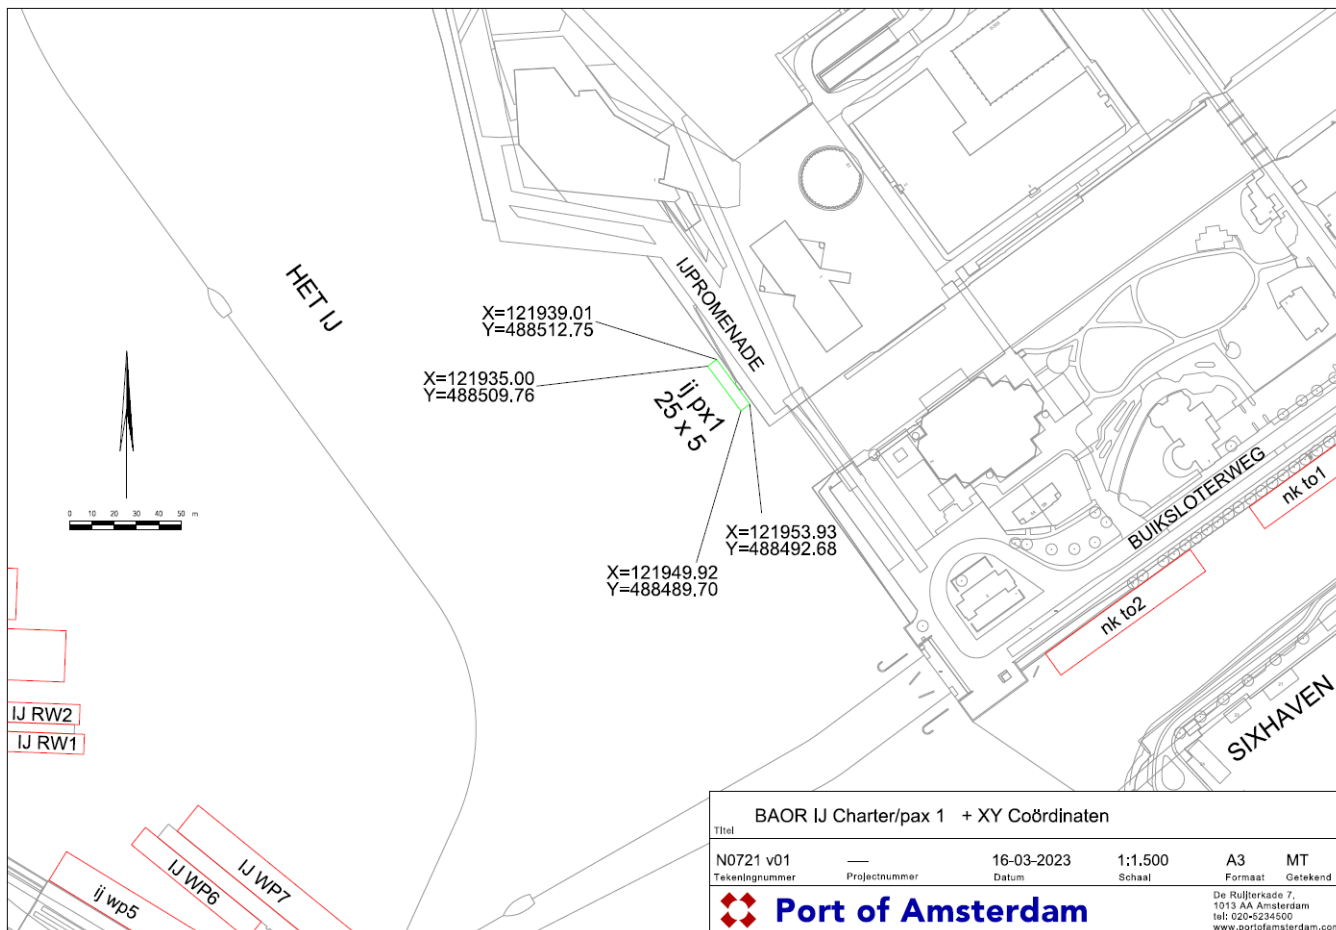 HET IJ
IJPROMENADE
X=121939.01
Y=488512.75
X=121935.00
Y=488509.76
ij px1
25 x 5
X=121953.93
Y=488492.68
X=121949.92
Y=488489.70
0 10 20 30 40 50 m
BUIKSLOTERWEG
nk to1
nk to2
SIXHAVEN
IJ RW2
IJ RW1
IJ WP7
IJ WP6
ij wp5
BAOR IJ Charter/pax 1 + XY Coördinaten
Titel
N0721 v01 — 16-03-2023 1:1.500 A3 MT
Tekeningnummer Projectnummer Datum Schaal Formaat Getekend
Port of Amsterdam
De Ruijterkade 7,
1013 AA Amsterdam
tel: 020-5234500
www.portofamsterdam.com